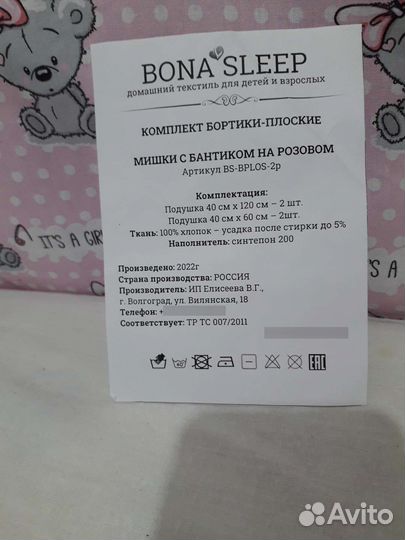 BONA SLEEP
домашний текстиль для детей и взрослых
КОМПЛЕКТ БОРТИКИ-ПЛОСКИЕ
МИШКИ С БАНТИКОМ НА РОЗОВОМ
Артикул BS-BPLOS-2p
Комплектация:
Подушка 40 см х 120 см – 2 шт.
Подушка 40 см х 60 см – 2шт.
Ткань: 100% хлопок – усадка после стирки до 5%
Наполнитель: синтепон 200
Произведено: 2022г
Страна производства: РОССИЯ
Производитель: ИП Елисеева В.Г.,
г. Волгоград, ул. Вилянская, 18
Телефон: +
Соответствует: ТР ТС 007/2011
IT'S A GIRL
EAC
Avito